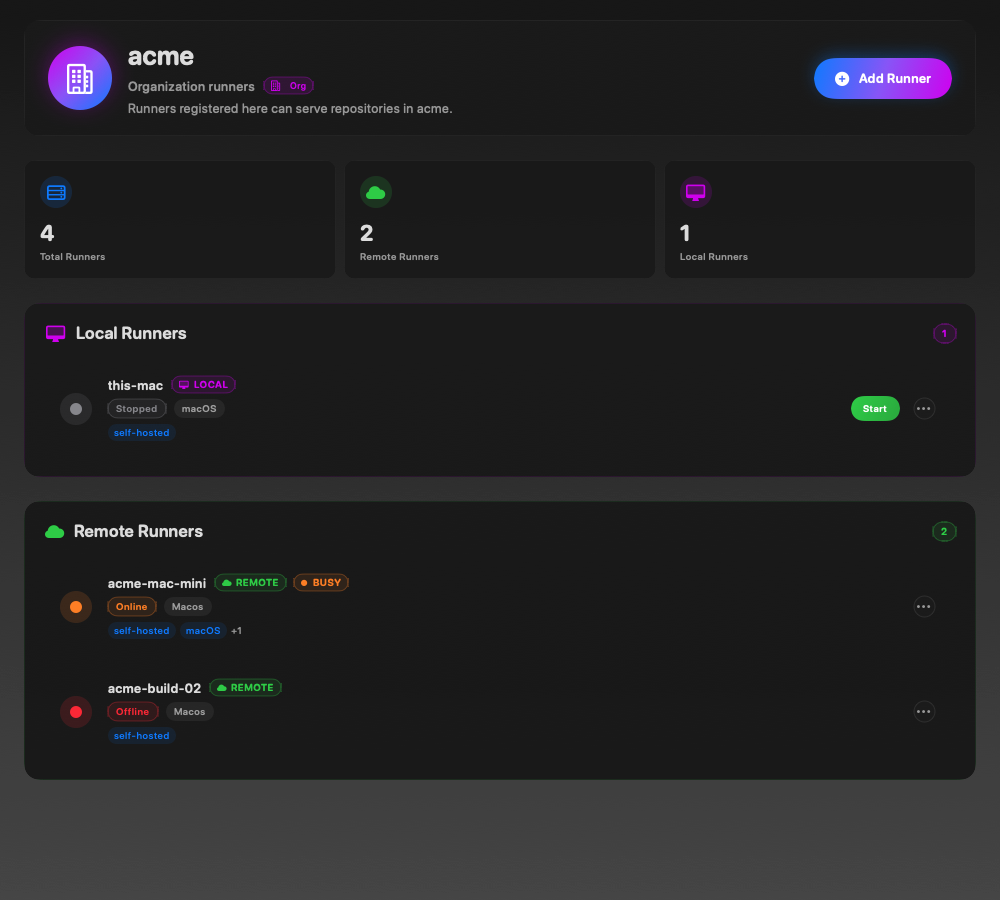 acme
Organization runners Org
Runners registered here can serve repositories in acme.
Add Runner
4
Total Runners
2
Remote Runners
1
Local Runners
Local Runners 1
this-mac LOCAL
Stopped macOS
self-hosted
Start
Remote Runners 2
acme-mac-mini REMOTE BUSY
Online Macos
self-hosted macOS +1
acme-build-02 REMOTE
Offline Macos
self-hosted